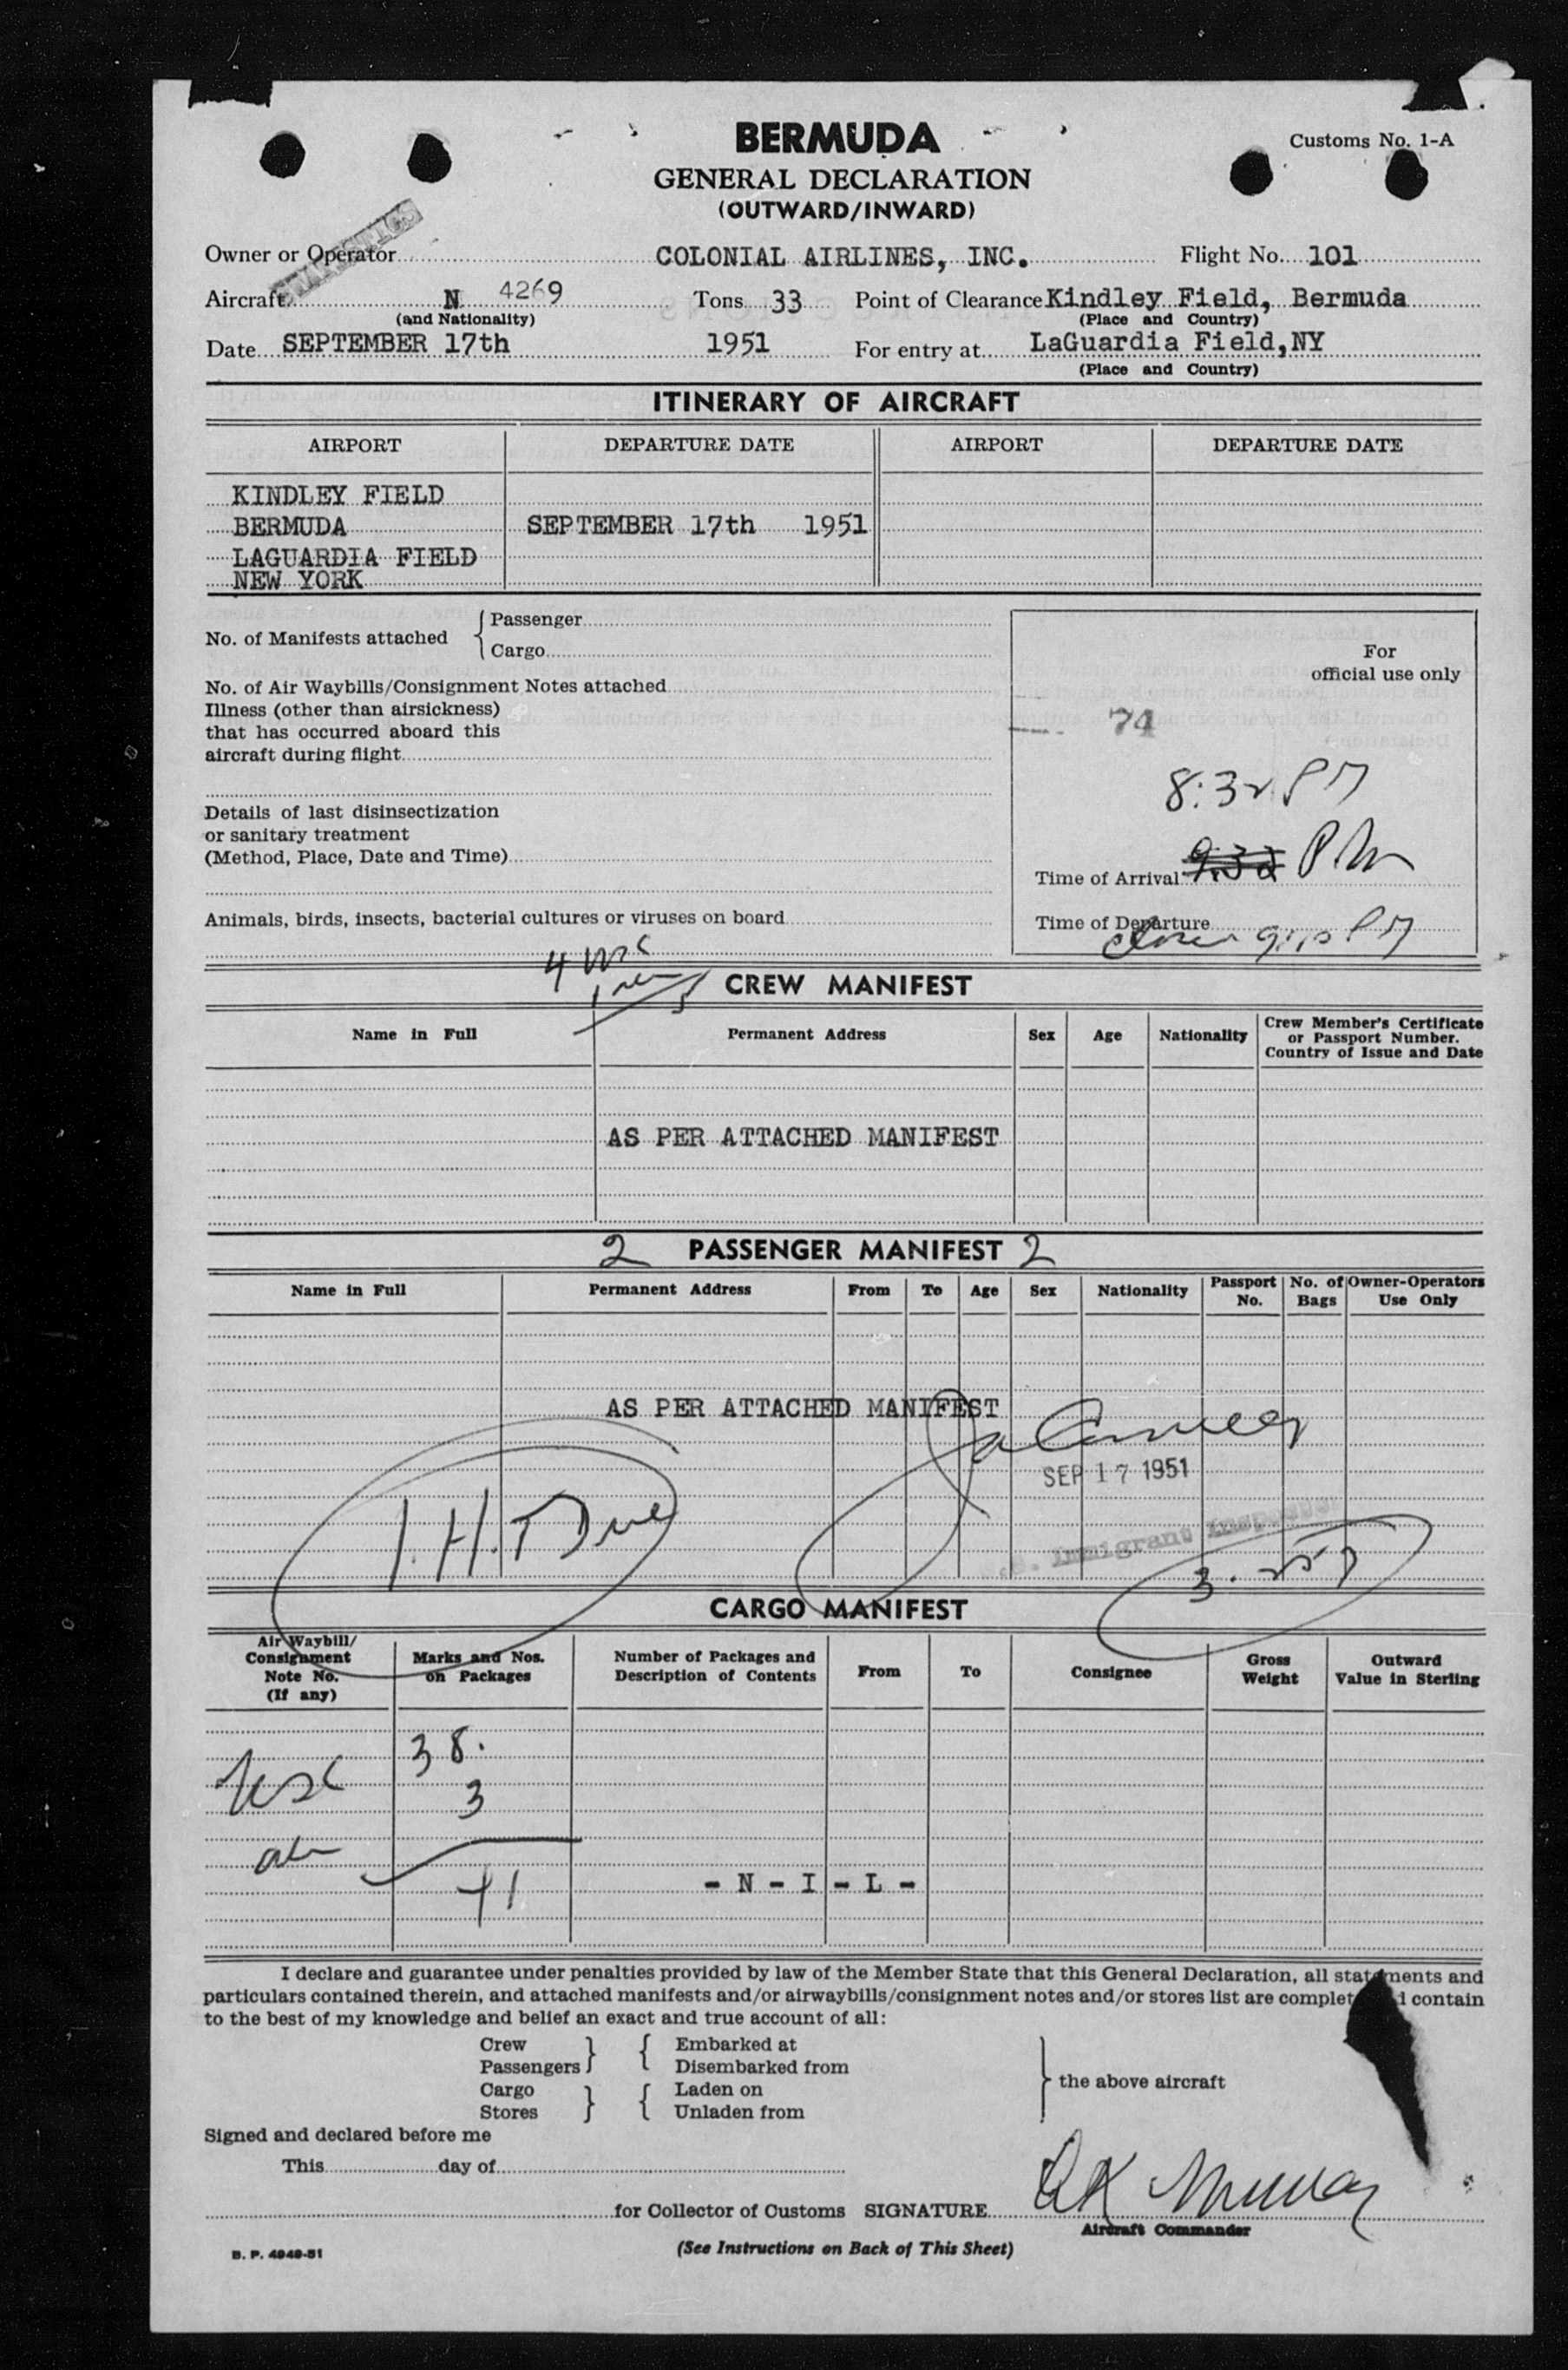 BERMUDA
Customs No. 1-A
GENERAL DECLARATION
(OUTWARD/INWARD)
Owner or Operator COLONIAL AIRLINES, INC. Flight No. 101
Aircraft N 4269 Tons 33 Point of Clearance Kindley Field, Bermuda
(and Nationality) (Place and Country)
Date SEPTEMBER 17th 1951 For entry at LaGuardia Field,NY
(Place and Country)
ITINERARY OF AIRCRAFT
AIRPORT DEPARTURE DATE AIRPORT DEPARTURE DATE
KINDLEY FIELD
BERMUDA SEPTEMBER 17th 1951
LAGUARDIA FIELD
NEW YORK
No. of Manifests attached { Passenger
Cargo
For
official use only
No. of Air Waybills/Consignment Notes attached
Illness (other than airsickness)
that has occurred aboard this
aircraft during flight
74
8:32 PM
Details of last disinsectization
or sanitary treatment
(Method, Place, Date and Time)
Time of Arrival 9:32 PM
Animals, birds, insects, bacterial cultures or viruses on board
Time of Departure
4
CREW MANIFEST
Name in Full Permanent Address Sex Age Nationality Crew Member's Certificate
or Passport Number.
Country of Issue and Date
AS PER ATTACHED MANIFEST
2 PASSENGER MANIFEST 2
Name in Full Permanent Address From To Age Sex Nationality Passport No. No. of Bags Owner-Operators Use Only
AS PER ATTACHED MANIFEST
SEP 17 1951
Immigrant Inspector
CARGO MANIFEST
Air Waybill/
Consignment
Note No.
(If any)
Marks and Nos.
on Packages
Number of Packages and
Description of Contents
From To Consignee
Gross
Weight
Outward
Value in Sterling
38.
USC 3
41
- N - I - L -
I declare and guarantee under penalties provided by law of the Member State that this General Declaration, all statements and
particulars contained therein, and attached manifests and/or airwaybills/consignment notes and/or stores list are complet d contain
to the best of my knowledge and belief an exact and true account of all:
Crew } { Embarked at
Passengers } { Disembarked from
Cargo } { Laden on
Stores } { Unladen from
} the above aircraft
Signed and declared before me
This day of
for Collector of Customs SIGNATURE
Aircraft Commander
B. P. 4949-51
(See Instructions on Back of This Sheet)